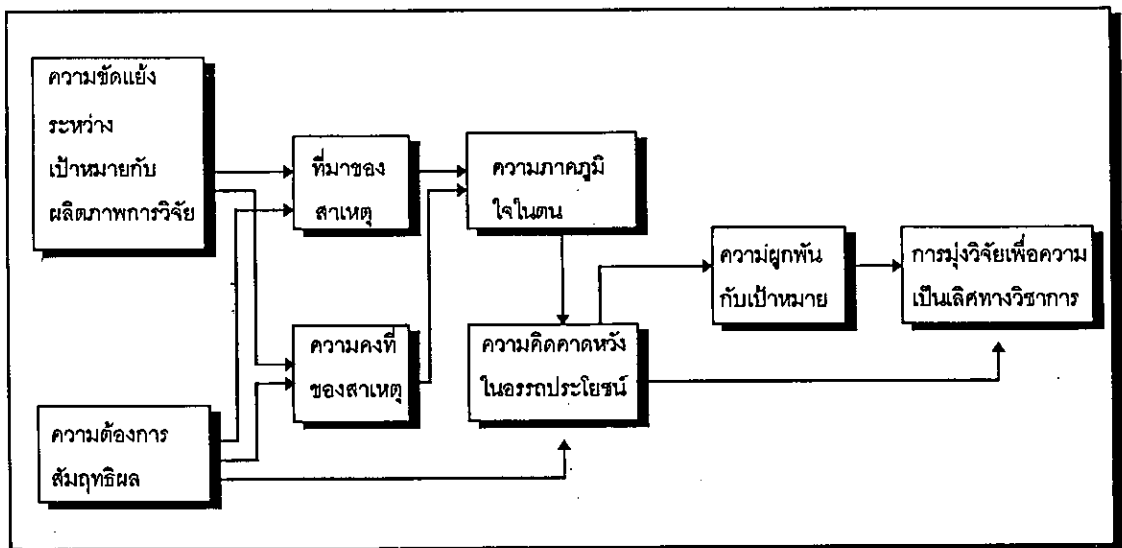 ความขัดแย้ง
ระหว่าง
เป้าหมายกับ
ผลิตภาพการวิจัย
ที่มาของ
สาเหตุ
ความภาคภูมิ
ใจในตน
ความผูกพัน
กับเป้าหมาย
การมุ่งวิจัยเพื่อความ
เป็นเลิศทางวิชาการ
ความคงที่
ของสาเหตุ
ความคิดคาดหวัง
ในอรรถประโยชน์
ความต้องการ
สัมฤทธิผล